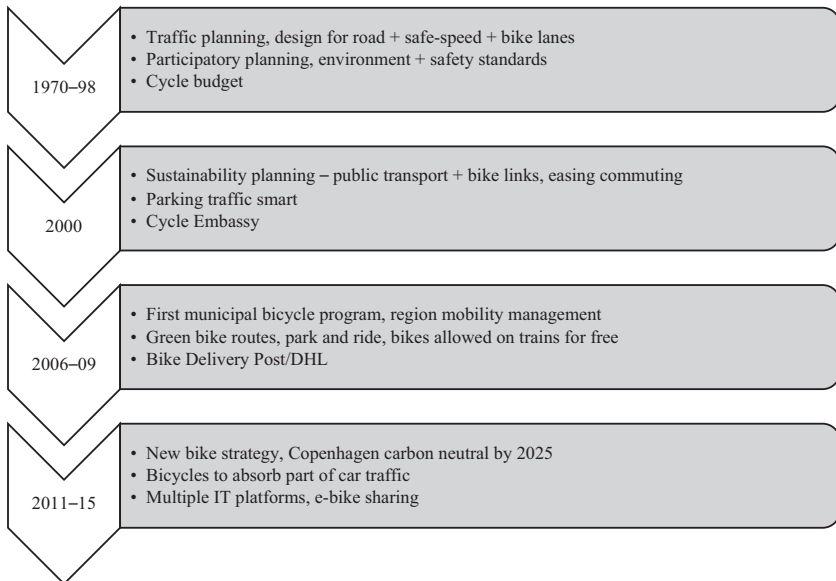 1970–98
• Traffic planning, design for road + safe-speed + bike lanes
• Participatory planning, environment + safety standards
• Cycle budget
2000
• Sustainability planning – public transport + bike links, easing commuting
• Parking traffic smart
• Cycle Embassy
2006–09
• First municipal bicycle program, region mobility management
• Green bike routes, park and ride, bikes allowed on trains for free
• Bike Delivery Post/DHL
2011–15
• New bike strategy, Copenhagen carbon neutral by 2025
• Bicycles to absorb part of car traffic
• Multiple IT platforms, e-bike sharing